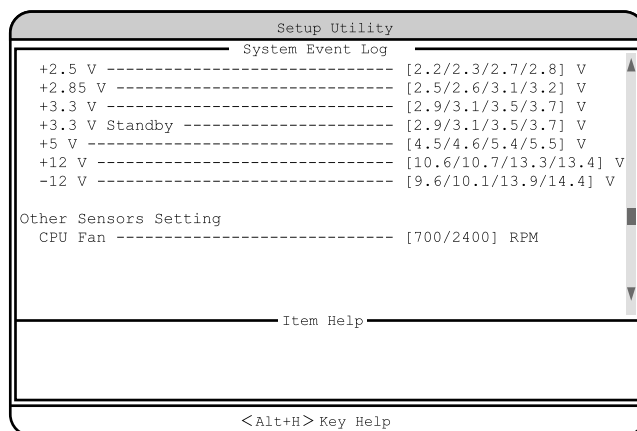 Setup Utility
System Event Log
+2.5 V ------------------------------ [2.2/2.3/2.7/2.8] V
+2.85 V ----------------------------- [2.5/2.6/3.1/3.2] V
+3.3 V ------------------------------ [2.9/3.1/3.5/3.7] V
+3.3 V Standby ---------------------- [2.9/3.1/3.5/3.7] V
+5 V -------------------------------- [4.5/4.6/5.4/5.5] V
+12 V ------------------------------- [10.6/10.7/13.3/13.4] V
-12 V ------------------------------- [9.6/10.1/13.9/14.4] V
Other Sensors Setting
CPU Fan ----------------------------- [700/2400] RPM
Item Help
<Alt+H> Key Help